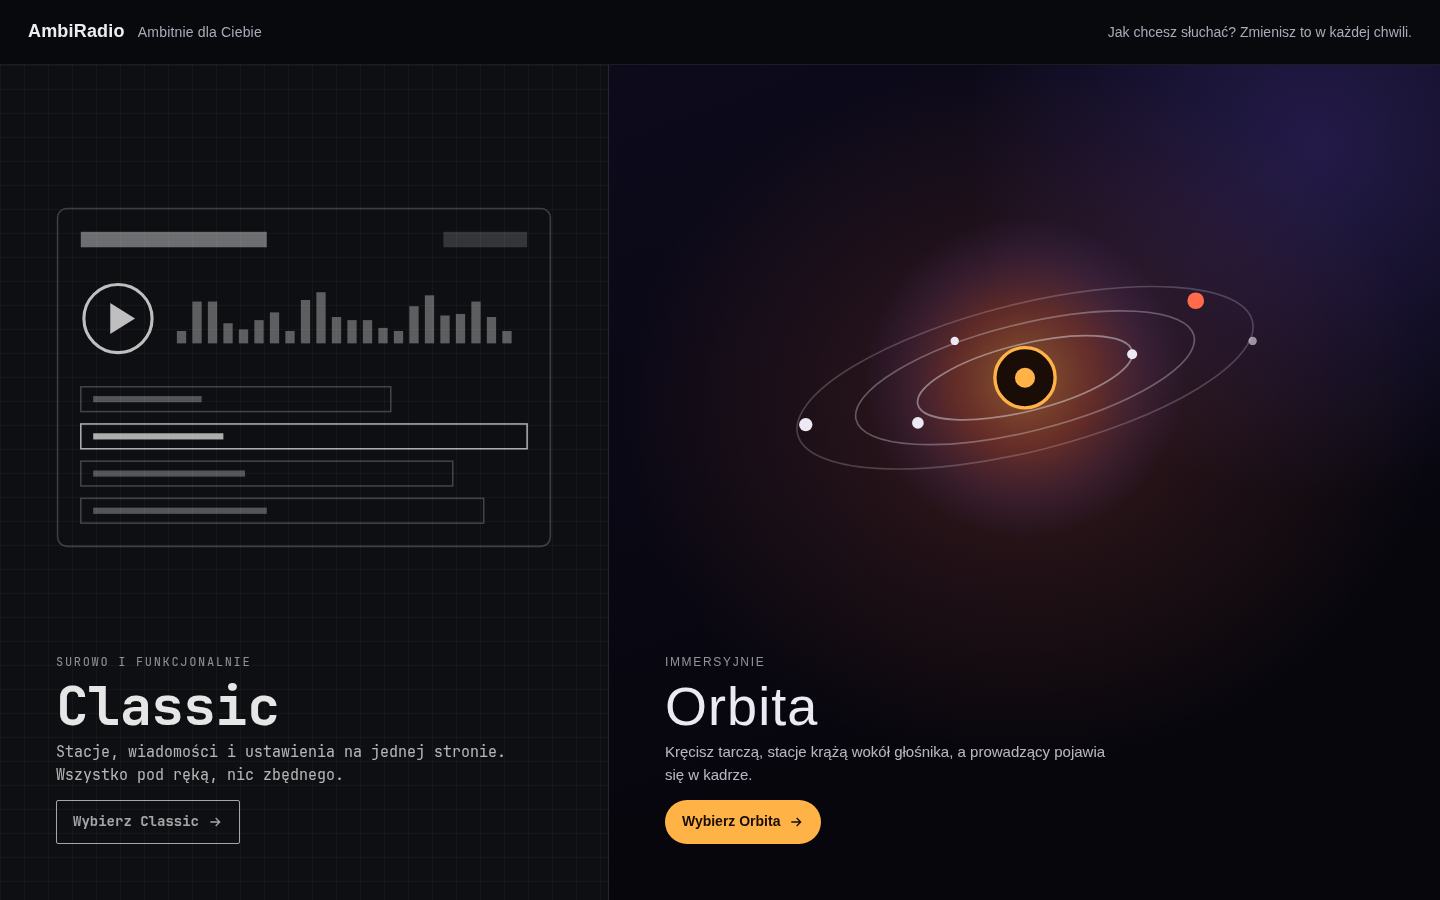 AmbiRadio Ambitnie dla Ciebie
Jak chcesz słuchać? Zmienisz to w każdej chwili.
SUROWO I FUNKCJONALNIE
Classic
Stacje, wiadomości i ustawienia na jednej stronie.
Wszystko pod ręką, nic zbędnego.
Wybierz Classic →
IMMERSYJNIE
Orbita
Kręcisz tarczą, stacje krążą wokół głośnika, a prowadzący pojawia
się w kadrze.
Wybierz Orbita →